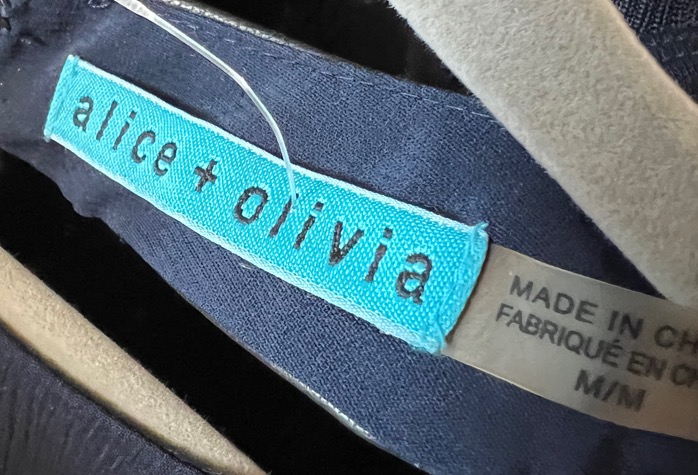 alice + olivia
MADE IN CH
FABRIQUÉ EN C
M/M